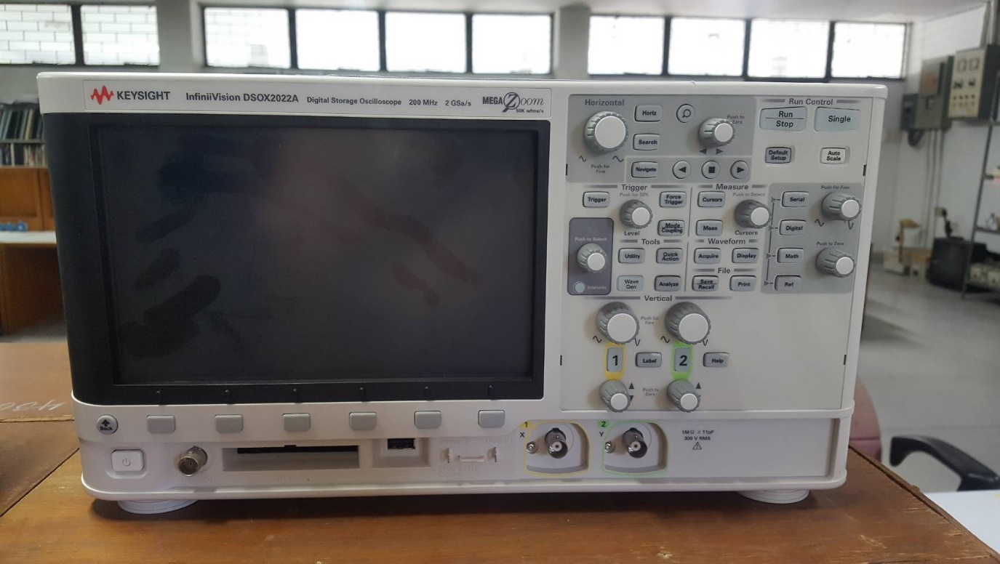 KEYSIGHT InfiniiVision DSOX2022A Digital Storage Oscilloscope 200 MHz 2 GSa/s MEGA Zoom
50K wfms/s
Horizontal
Horiz
Search
Push for
Fine
Navigate
Push to
Zero
Run Control
Run
Stop
Single
Default
Setup
Auto
Scale
Trigger
Trigger
Push for 50%
Force
Trigger
Level
Mode
Coupling
Measure
Cursors
Push to Select
Meas
Cursors
Serial
Digital
Math
Ref
Push for Fine
Push to Zero
Push to Select
Intensity
Tools
Utility
Quick
Action
Wave
Gen
Analyze
Waveform
Acquire
Display
File
Save
Recall
Print
Vertical
Push for
Fine
1
Label
2
Help
Push to
Zero
Back
1
X
2
Y
1MΩ ≃ 11pF
300 V RMS